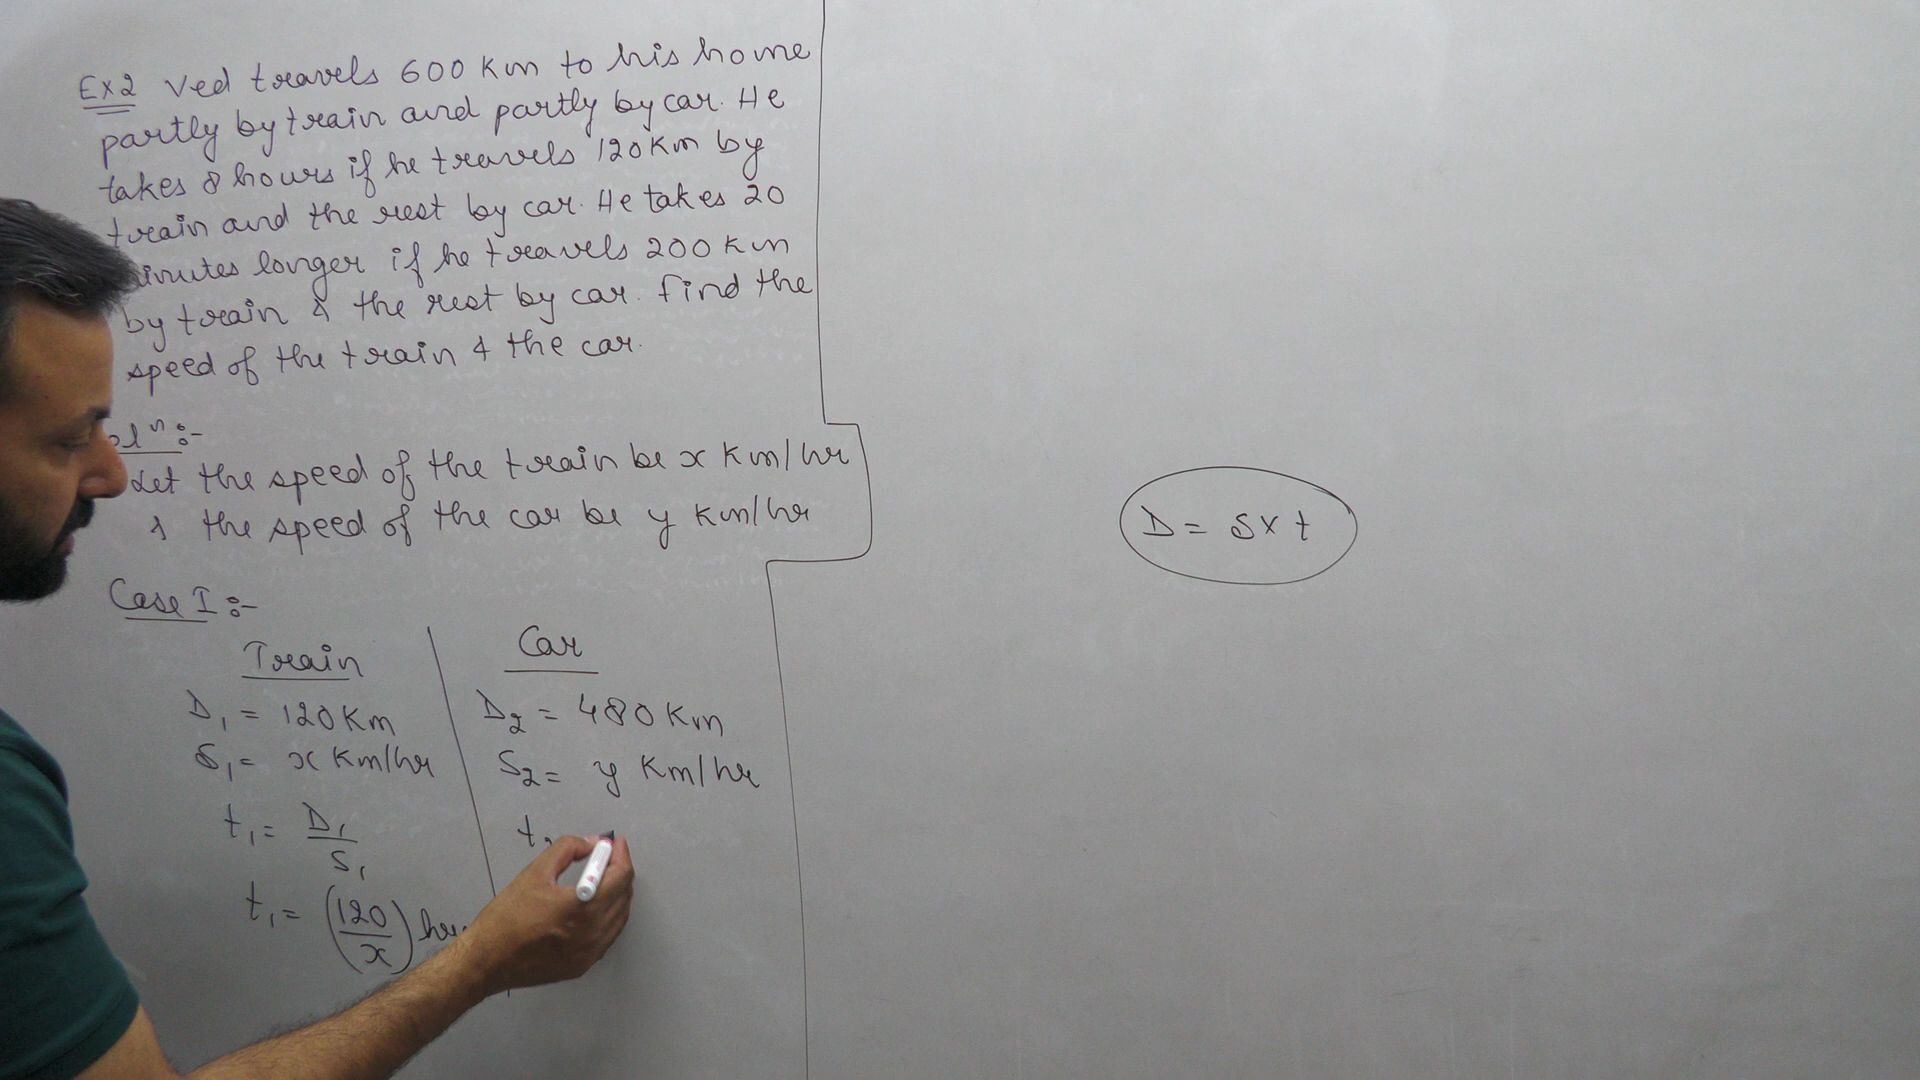 Ex2 Ved travels 600 Km to his home
partly by train and partly by car. He
takes 8 hours if he travels 120 Km by
train and the rest by car. He takes 20
inutes longer if he travels 200 Km
by train & the rest by car. Find the
speed of the train & the car.
olⁿ:-
Let the speed of the train be x Km/hr
& the speed of the car be y Km/hr
D = S × t
Case I :-
Train
D₁ = 120 Km
S₁ = x Km/hr
t₁ = D₁/S₁
t₁ = (120/x) hr
Car
D₂ = 480 Km
S₂ = y Km/hr
t₂